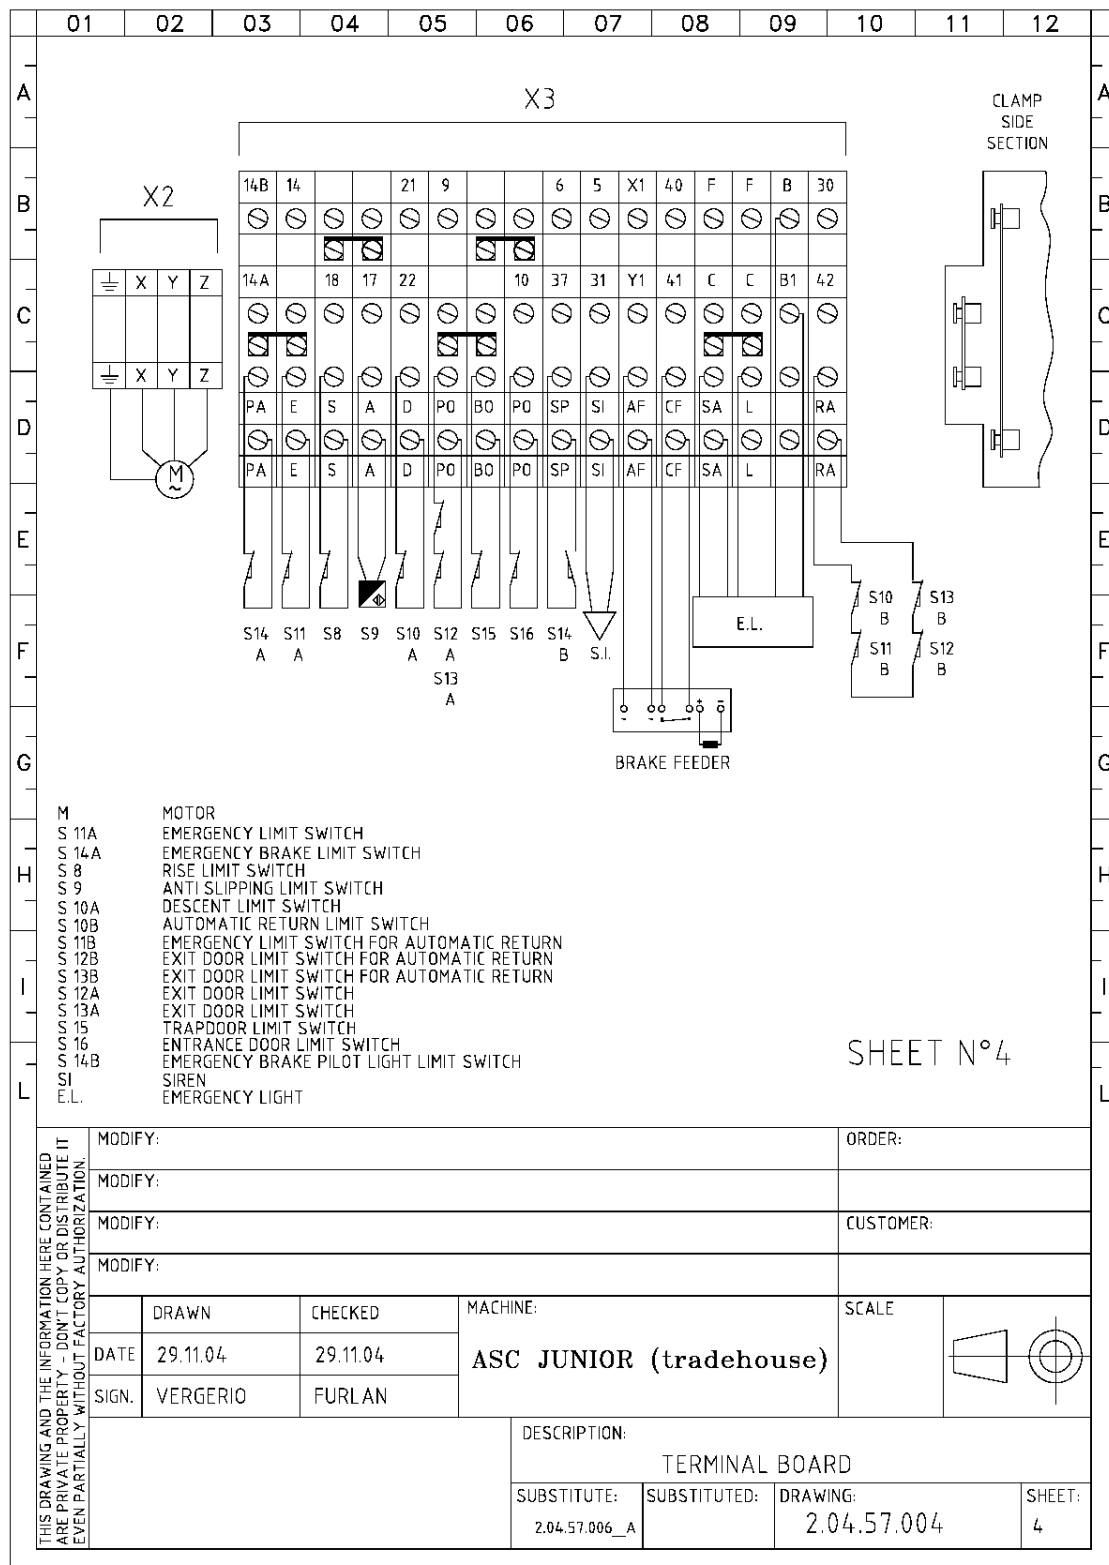 01 02 03 04 05 06 07 08 09 10 11 12
A A
X3
CLAMP
SIDE
SECTION
X2
B B
14B 14 21 9 6 5 X1 40 F F B 30
X Y Z
14A 18 17 22 10 37 31 Y1 41 C C B1 42
C C
X Y Z
D D
PA E S A D PO BO PO SP SI AF CF SA L RA
PA E S A D PO BO PO SP SI AF CF SA L RA
M
~
E E
S10 S13
B B
E.L.
S14 S11 S8 S9 S10 S12 S15 S16 S14
A A A A B
S.I.
S13
A
S11 S12
B B
F F
+ -
~ ~
BRAKE FEEDER
G G
M MOTOR
S 11A EMERGENCY LIMIT SWITCH
S 14A EMERGENCY BRAKE LIMIT SWITCH
S 8 RISE LIMIT SWITCH
S 9 ANTI SLIPPING LIMIT SWITCH
S 10A DESCENT LIMIT SWITCH
S 10B AUTOMATIC RETURN LIMIT SWITCH
S 11B EMERGENCY LIMIT SWITCH FOR AUTOMATIC RETURN
S 12B EXIT DOOR LIMIT SWITCH FOR AUTOMATIC RETURN
S 13B EXIT DOOR LIMIT SWITCH FOR AUTOMATIC RETURN
S 12A EXIT DOOR LIMIT SWITCH
S 13A EXIT DOOR LIMIT SWITCH
S 15 TRAPDOOR LIMIT SWITCH
S 16 ENTRANCE DOOR LIMIT SWITCH
S 14B EMERGENCY BRAKE PILOT LIGHT LIMIT SWITCH
SI SIREN
E.L. EMERGENCY LIGHT
H H
I I
L L
SHEET N°4
THIS DRAWING AND THE INFORMATION HERE CONTAINED
ARE PRIVATE PROPERTY - DON'T COPY OR DISTRIBUTE IT
EVEN PARTIALLY WITHOUT FACTORY AUTHORIZATION.
MODIFY: ORDER:
MODIFY:
MODIFY: CUSTOMER:
MODIFY:
DRAWN CHECKED MACHINE: SCALE
DATE 29.11.04 29.11.04 ASC JUNIOR (tradehouse)
SIGN. VERGERIO FURLAN
DESCRIPTION:
TERMINAL BOARD
SUBSTITUTE: SUBSTITUTED: DRAWING: SHEET:
2.04.57.006_A 2.04.57.004 4